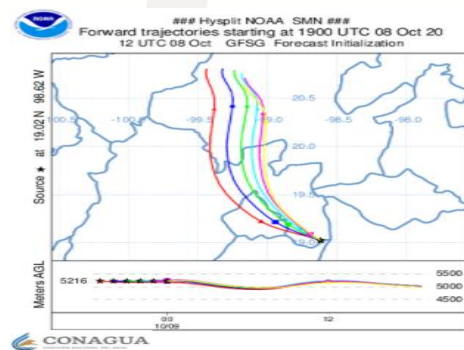 NOAA
### Hysplit NOAA SMN ###
Forward trajectories starting at 1900 UTC 08 Oct 20
12 UTC 08 Oct GFSG Forecast Initialization
Source ★ at 19.02 N 98.62 W
-100.5 -100.0 -99.5 -99.0 -98.5 -98.0
20.5
20.0
19.5
19.0
Meters AGL
5216
5500
5000
4500
00 12
10/09
CONAGUA